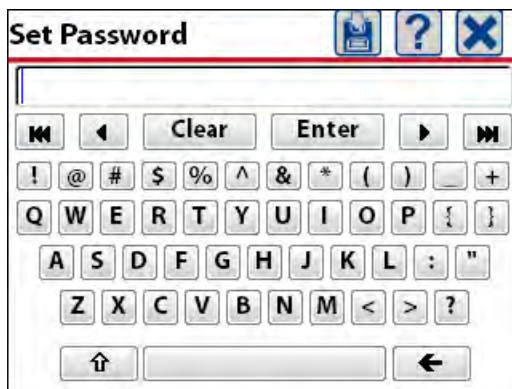 Set Password ?
Clear Enter
! @ # $ % ^ & * ( ) _ +
Q W E R T Y U I O P { }
A S D F G H J K L : "
Z X C V B N M < > ?